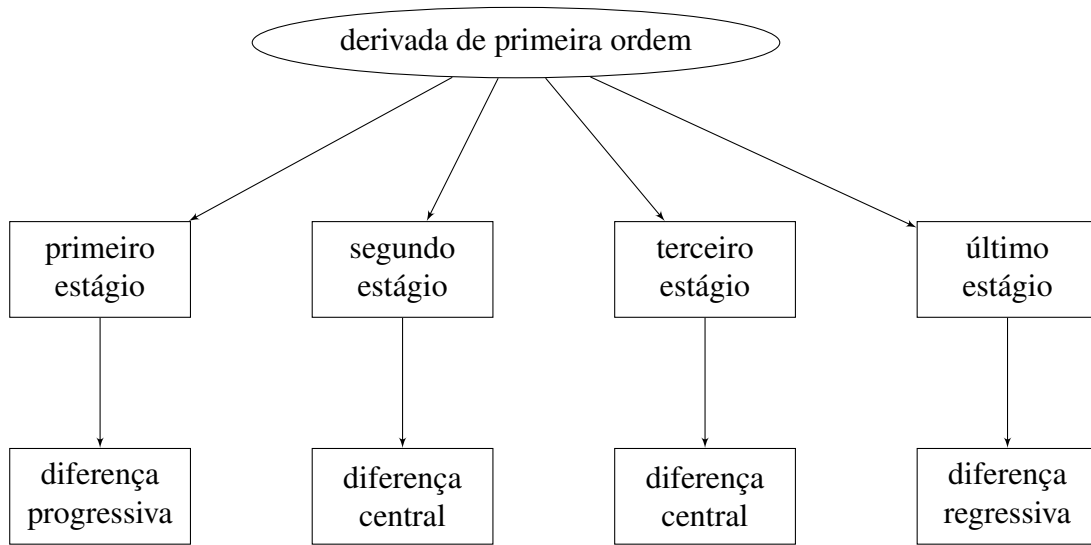 derivada de primeira ordem
primeiro
estágio
segundo
estágio
terceiro
estágio
último
estágio
diferença
progressiva
diferença
central
diferença
central
diferença
regressiva